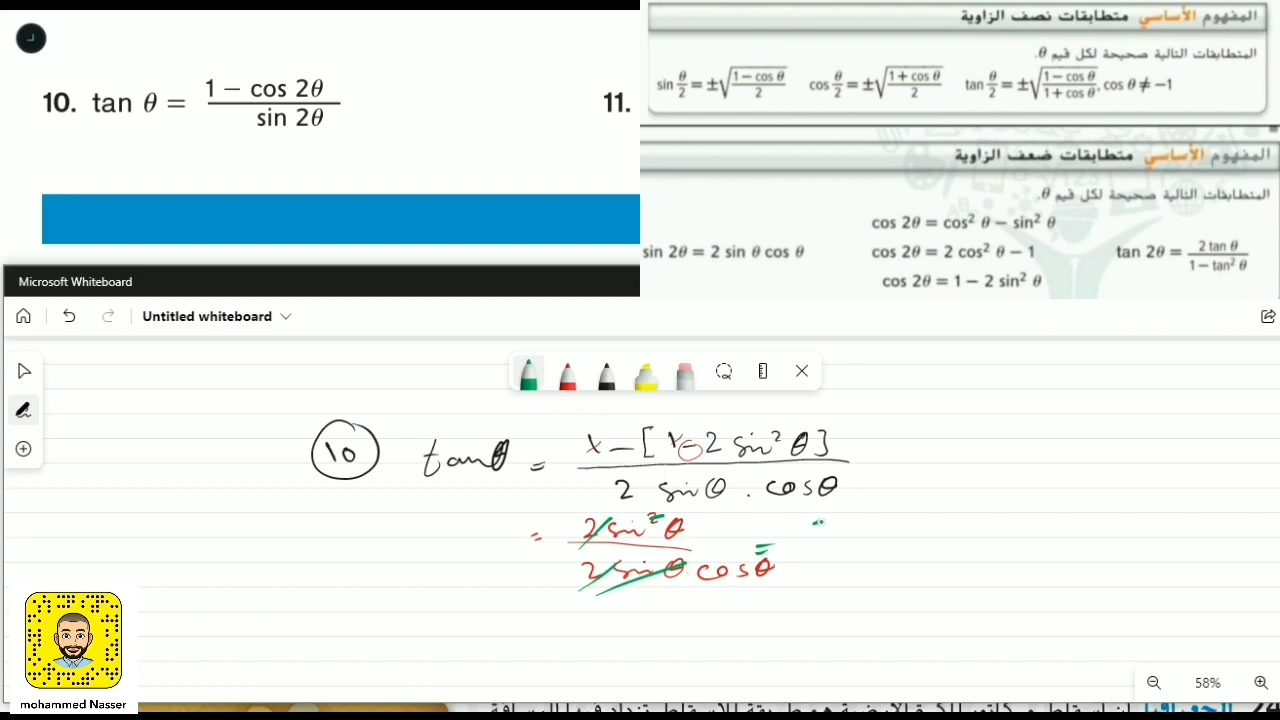 10. tan θ = (1 − cos 2θ) / (sin 2θ)
11.
المفهوم الأساسي متطابقات نصف الزاوية
المتطابقات التالية صحيحة لكل قيم θ.
sin θ/2 = ±√((1 − cos θ)/2) cos θ/2 = ±√((1 + cos θ)/2) tan θ/2 = ±√((1 − cos θ)/(1 + cos θ)), cos θ ≠ −1
المفهوم الأساسي متطابقات ضعف الزاوية
المتطابقات التالية صحيحة لكل قيم θ.
cos 2θ = cos² θ − sin² θ
sin 2θ = 2 sin θ cos θ cos 2θ = 2 cos² θ − 1 tan 2θ = (2 tan θ)/(1 − tan² θ)
cos 2θ = 1 − 2 sin² θ
Microsoft Whiteboard
Untitled whiteboard
10 tanθ = (1 − [1 − 2 sin² θ]) / (2 sinθ . cosθ)
= (2 sin² θ) / (2 sinθ cosθ)
=
mohammed Nasser
58%